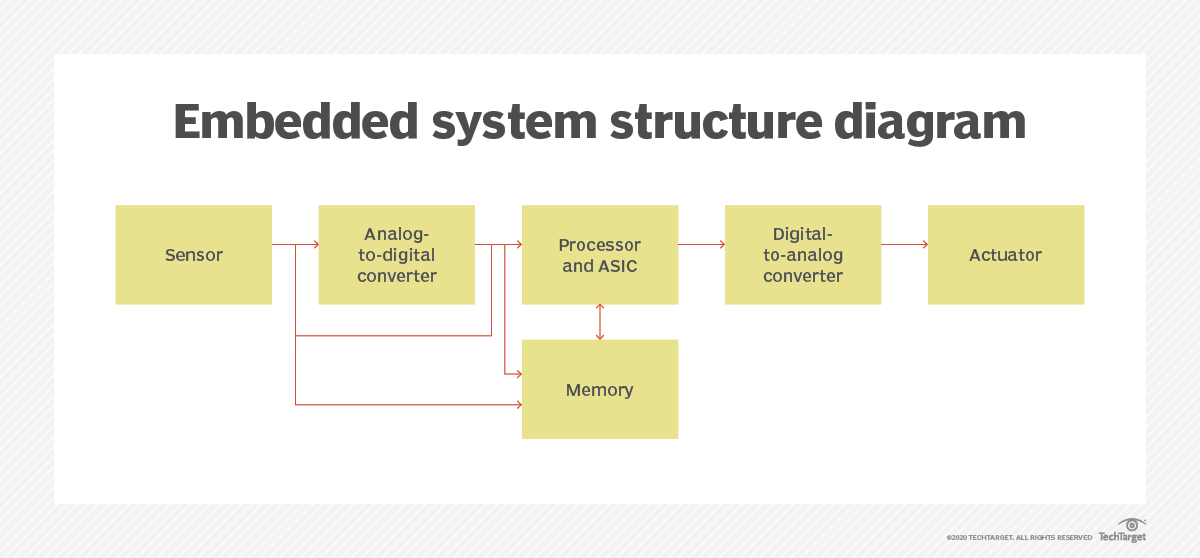 Embedded system structure diagram
Sensor
Analog-
to-digital
converter
Processor
and ASIC
Digital-
to-analog
converter
Actuator
Memory
©2020 TECHTARGET. ALL RIGHTS RESERVED TechTarget